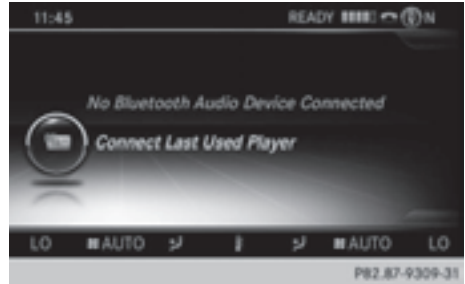 11:45 READY N
No Bluetooth Audio Device Connected
Connect Last Used Player
LO AUTO AUTO LO
P82.87-9309-31